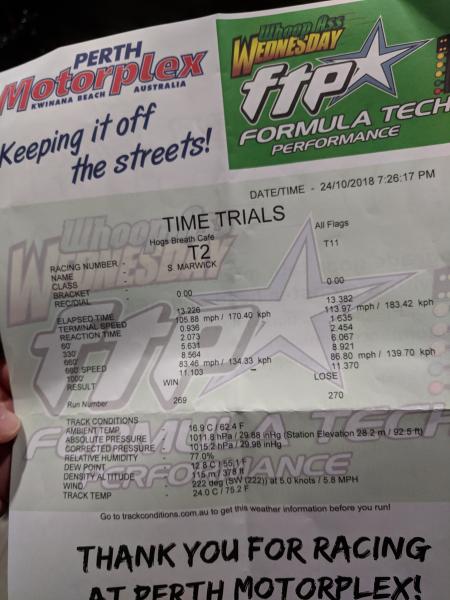 PERTH
Motorplex
KWINANA BEACH AUSTRALIA
Keeping it off
the streets!
Whoop Ass
WEDNESDAY
ftp
FORMULA TECH
PERFORMANCE
DATE/TIME - 24/10/2018 7:26:17 PM
TIME TRIALS
Hogs Breath Cafe All Flags
RACING NUMBER - T2 T11
NAME - S. MARWICK
CLASS -
BRACKET - 0.00 0.00
REC/DIAL
ELAPSED TIME 13.226 13.382
TERMINAL SPEED 105.88 mph / 170.40 kph 113.97 mph / 183.42 kph
REACTION TIME 0.936 1.635
60' 2.073 2.454
330' 5.631 6.067
660' 8.564 8.921
660' SPEED 83.46 mph / 134.33 kph 86.80 mph / 139.70 kph
1000' 11.103 11.370
RESULT WIN LOSE
Run Number 269 270
TRACK CONDITIONS
AMBIENT TEMP - 16.9 C / 62.4 F
ABSOLUTE PRESSURE - 1011.8 hPa / 29.88 inHg (Station Elevation 28.2 m / 92.5 ft)
CORRECTED PRESSURE - 1015.2 hPa / 29.98 inHg
RELATIVE HUMIDITY - 77.0%
DEW POINT - 12.8 C / 55.1 F
DENSITY ALTITUDE - 115 m / 378 ft
WIND - 222 deg (SW (222)) at 5.0 knots / 5.8 MPH
TRACK TEMP - 24.0 C / 75.2 F
Go to trackconditions.com.au to get this weather information before you run!
THANK YOU FOR RACING
AT PERTH MOTORPLEX!